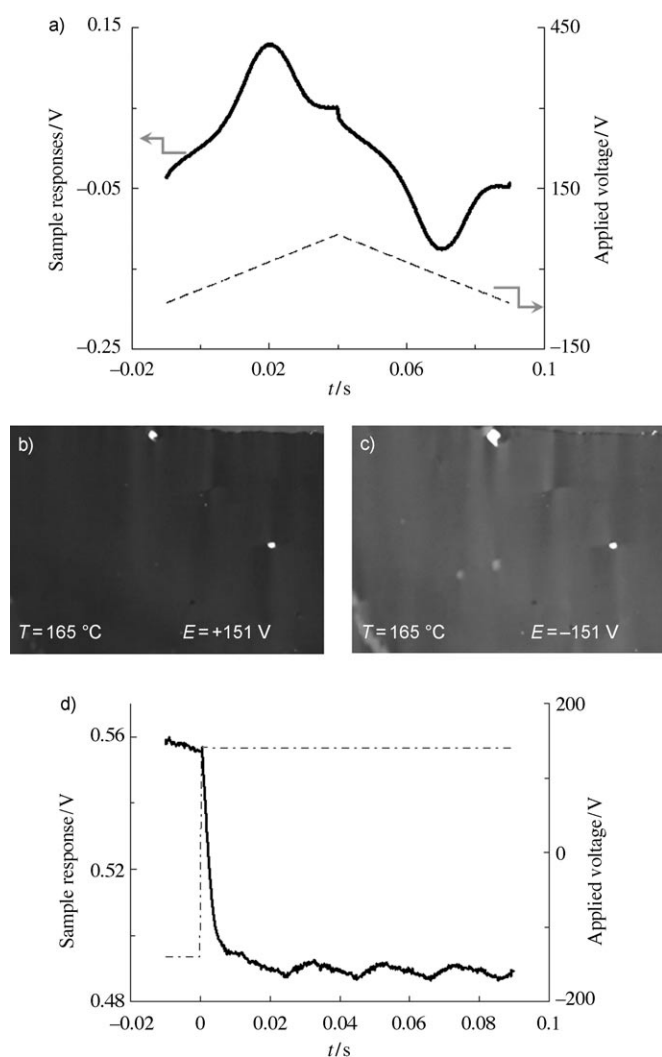 a)
0.15
–0.05
–0.25
Sample responses/V
450
150
–150
Applied voltage/V
–0.02
0.02
0.06
0.1
t/s
b)
T = 165 °C
E = +151 V
c)
T = 165 °C
E = –151 V
d)
0.56
0.52
0.48
Sample response/V
200
0
–200
Applied voltage/V
–0.02
0
0.02
0.04
0.06
0.08
0.1
t/s